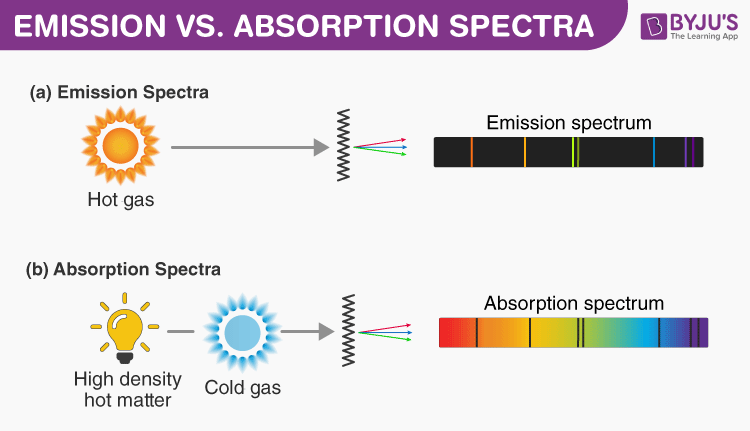 EMISSION VS. ABSORPTION SPECTRA
BYJU'S
The Learning App
(a) Emission Spectra
Emission spectrum
Hot gas
(b) Absorption Spectra
Absorption spectrum
High density
hot matter
Cold gas